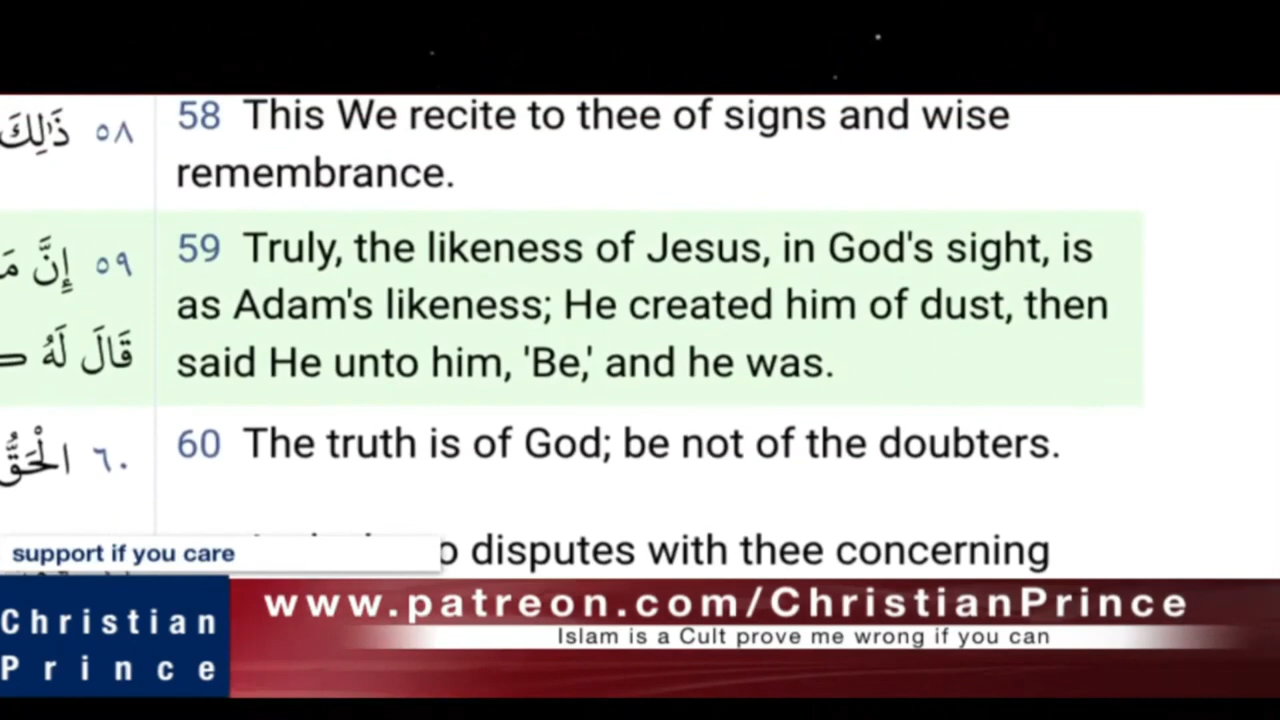 58 This We recite to thee of signs and wise
remembrance.
ذَٰلِكَ ٥٨
59 Truly, the likeness of Jesus, in God's sight, is
as Adam's likeness; He created him of dust, then
said He unto him, 'Be,' and he was.
٥٩ إِنَّ
قَالَ لَهُ
60 The truth is of God; be not of the doubters.
٦٠ الْحَقُّ
disputes with thee concerning
support if you care
Christian
Prince
www.patreon.com/ChristianPrince
Islam is a Cult prove me wrong if you can